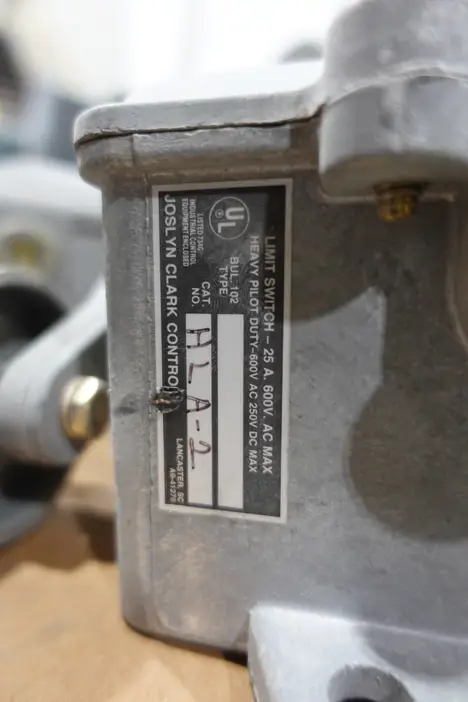 LIMIT SWITCH – 25 A. 600V. AC MAX
HEAVY PILOT DUTY–600V AC 250V DC MAX
UL
BUL. 102
TYPE
LISTED 734G
INDUSTRIAL CONTROL
EQUIPMENT ENCLOSED
CAT.
NO.
HLA-2
JOSLYN CLARK CONTRO
LANCASTER, SC